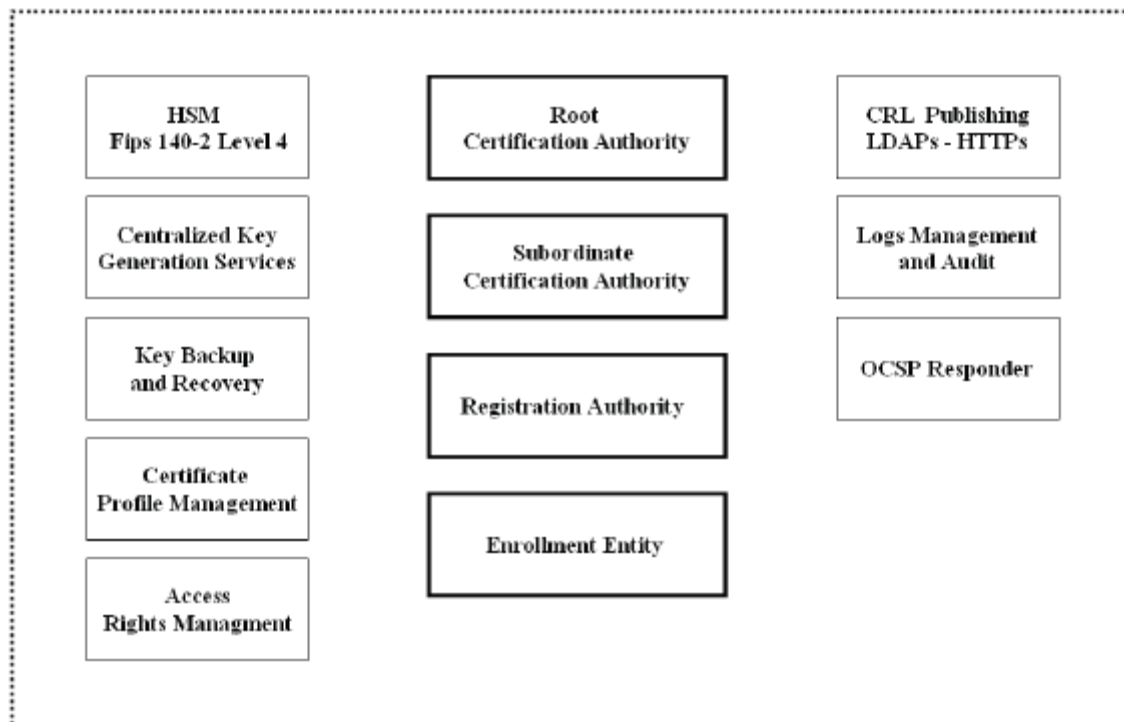 HSM
Fips 140-2 Level 4
Centralized Key
Generation Services
Key Backup
and Recovery
Certificate
Profile Management
Access
Rights Managment
Root
Certification Authority
Subordinate
Certification Authority
Registration Authority
Enrollment Entity
CRL Publishing
LDAPs - HTTPs
Logs Management
and Audit
OCSP Responder